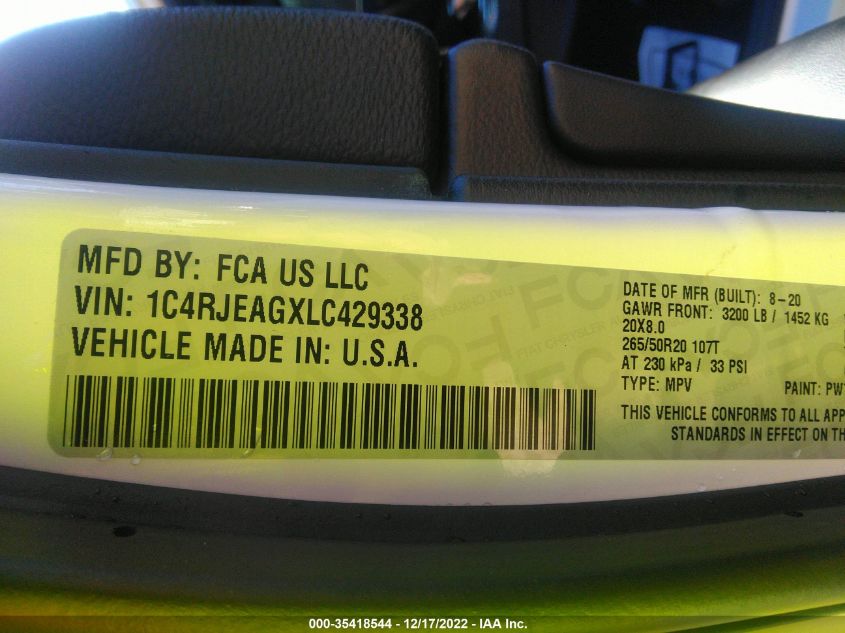 MFD BY: FCA US LLC
VIN: 1C4RJEAGXLC429338
VEHICLE MADE IN: U.S.A.
DATE OF MFR (BUILT): 8-20
GAWR FRONT: 3200 LB / 1452 KG
20X8.0
265/50R20 107T
AT 230 kPa / 33 PSI
TYPE: MPV PAINT: PW
THIS VEHICLE CONFORMS TO ALL APP
STANDARDS IN EFFECT ON TH
000-35418544 - 12/17/2022 - IAA Inc.